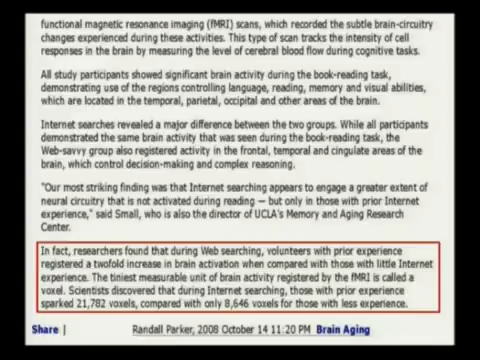 functional magnetic resonance imaging (fMRI) scans, which recorded the subtle brain-circuitry
changes experienced during these activities. This type of scan tracks the intensity of cell
responses in the brain by measuring the level of cerebral blood flow during cognitive tasks.
All study participants showed significant brain activity during the book-reading task,
demonstrating use of the regions controlling language, reading, memory and visual abilities,
which are located in the temporal, parietal, occipital and other areas of the brain.
Internet searches revealed a major difference between the two groups. While all participants
demonstrated the same brain activity that was seen during the book-reading task, the
Web-savvy group also registered activity in the frontal, temporal and cingulate areas of the
brain, which control decision-making and complex reasoning.
"Our most striking finding was that Internet searching appears to engage a greater extent of
neural circuitry that is not activated during reading — but only in those with prior Internet
experience," said Small, who is also the director of UCLA's Memory and Aging Research
Center.
In fact, researchers found that during Web searching, volunteers with prior experience
registered a twofold increase in brain activation when compared with those with little Internet
experience. The tiniest measurable unit of brain activity registered by the fMRI is called a
voxel. Scientists discovered that during Internet searching, those with prior experience
sparked 21,782 voxels, compared with only 8,646 voxels for those with less experience.
Share | Randall Parker, 2008 October 14 11:20 PM Brain Aging